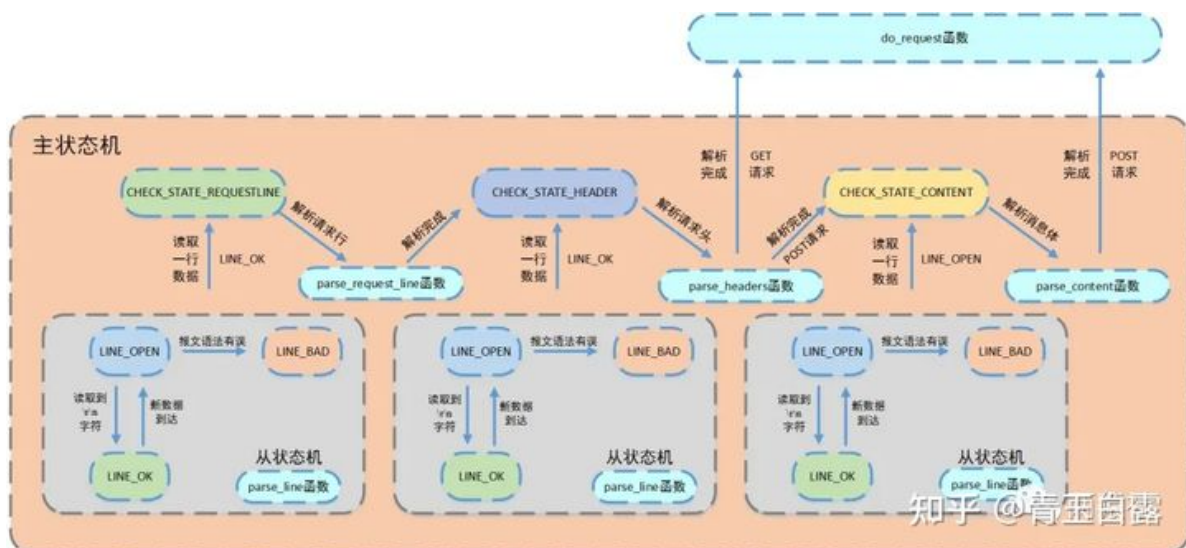 do_request函数
主状态机
解析
完成
GET
请求
解析
完成
POST
请求
CHECK_STATE_REQUESTLINE
解析请求行
解析完成
CHECK_STATE_HEADER
解析请求头
解析完成
POST请求
CHECK_STATE_CONTENT
解析消息体
读取
一行
数据
LINE_OK
parse_request_line函数
读取
一行
数据
LINE_OK
parse_headers函数
读取
一行
数据
LINE_OPEN
parse_content函数
LINE_OPEN
报文语法有误
LINE_BAD
读取到
\r\n
字符
新数据
到达
LINE_OK
从状态机
parse_line函数
LINE_OPEN
报文语法有误
LINE_BAD
读取到
\r\n
字符
新数据
到达
LINE_OK
从状态机
parse_line函数
LINE_OPEN
报文语法有误
LINE_BAD
读取到
\r\n
字符
新数据
到达
LINE_OK
从状态机
parse_line函数
知乎 @青玉白露